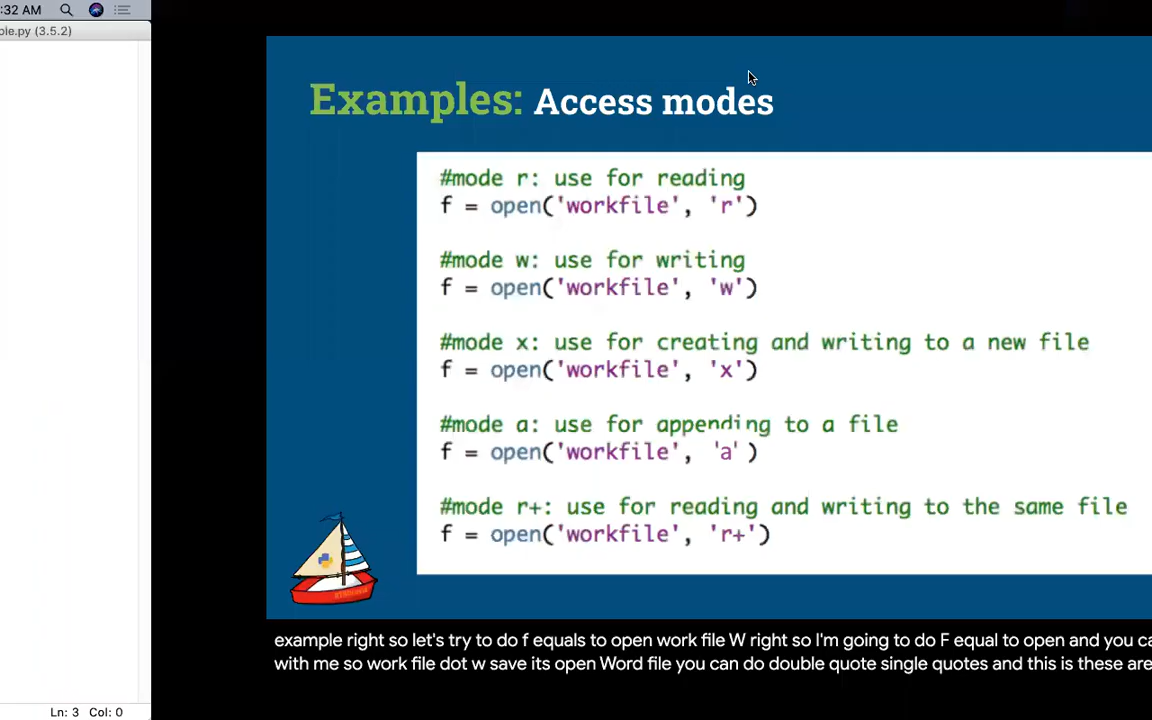 :32 AM
ple.py (3.5.2)
Examples: Access modes
#mode r: use for reading
f = open('workfile', 'r')
#mode w: use for writing
f = open('workfile', 'w')
#mode x: use for creating and writing to a new file
f = open('workfile', 'x')
#mode a: use for appending to a file
f = open('workfile', 'a' )
#mode r+: use for reading and writing to the same file
f = open('workfile', 'r+')
example right so let's try to do f equals to open work file W right so I'm going to do F equal to open and you ca
with me so work file dot w save its open Word file you can do double quote single quotes and this is these are
Ln: 3 Col: 0